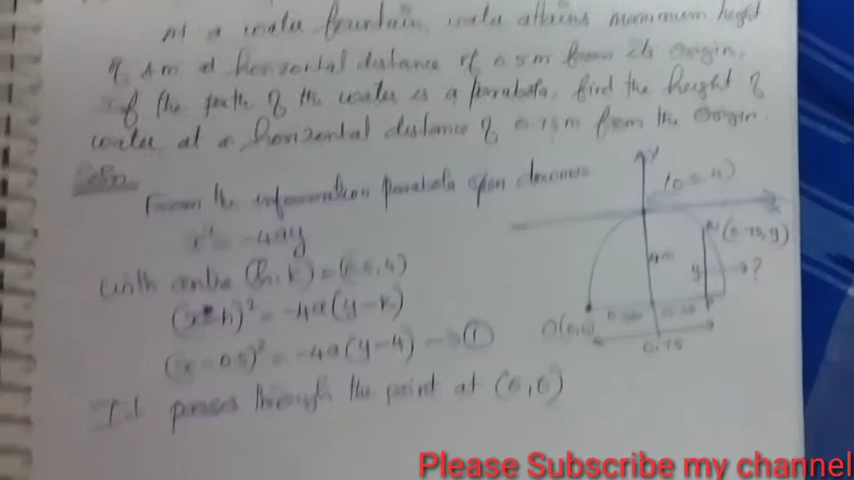 At a water fountain, water attains maximum height
of 4m at horizontal distance of 0.5m from its origin.
If the path of the water is a parabola, find the height of
water at a horizontal distance of 0.75m from the origin.
Soln
From the information parabola open downwards
x² = -4ay
with centre (h, k) = (0.5, 4)
(x-h)² = -4a(y-k)
(x-0.5)² = -4a(y-4) → ①
It passes through the point at (0,0)
Y
(0.5, 4)
x
(0.75, y)
4m
y
?
O(0,0)
0.75
Please Subscribe my channel